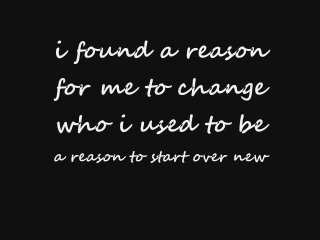 i found a reason
for me to change
who i used to be
a reason to start over new